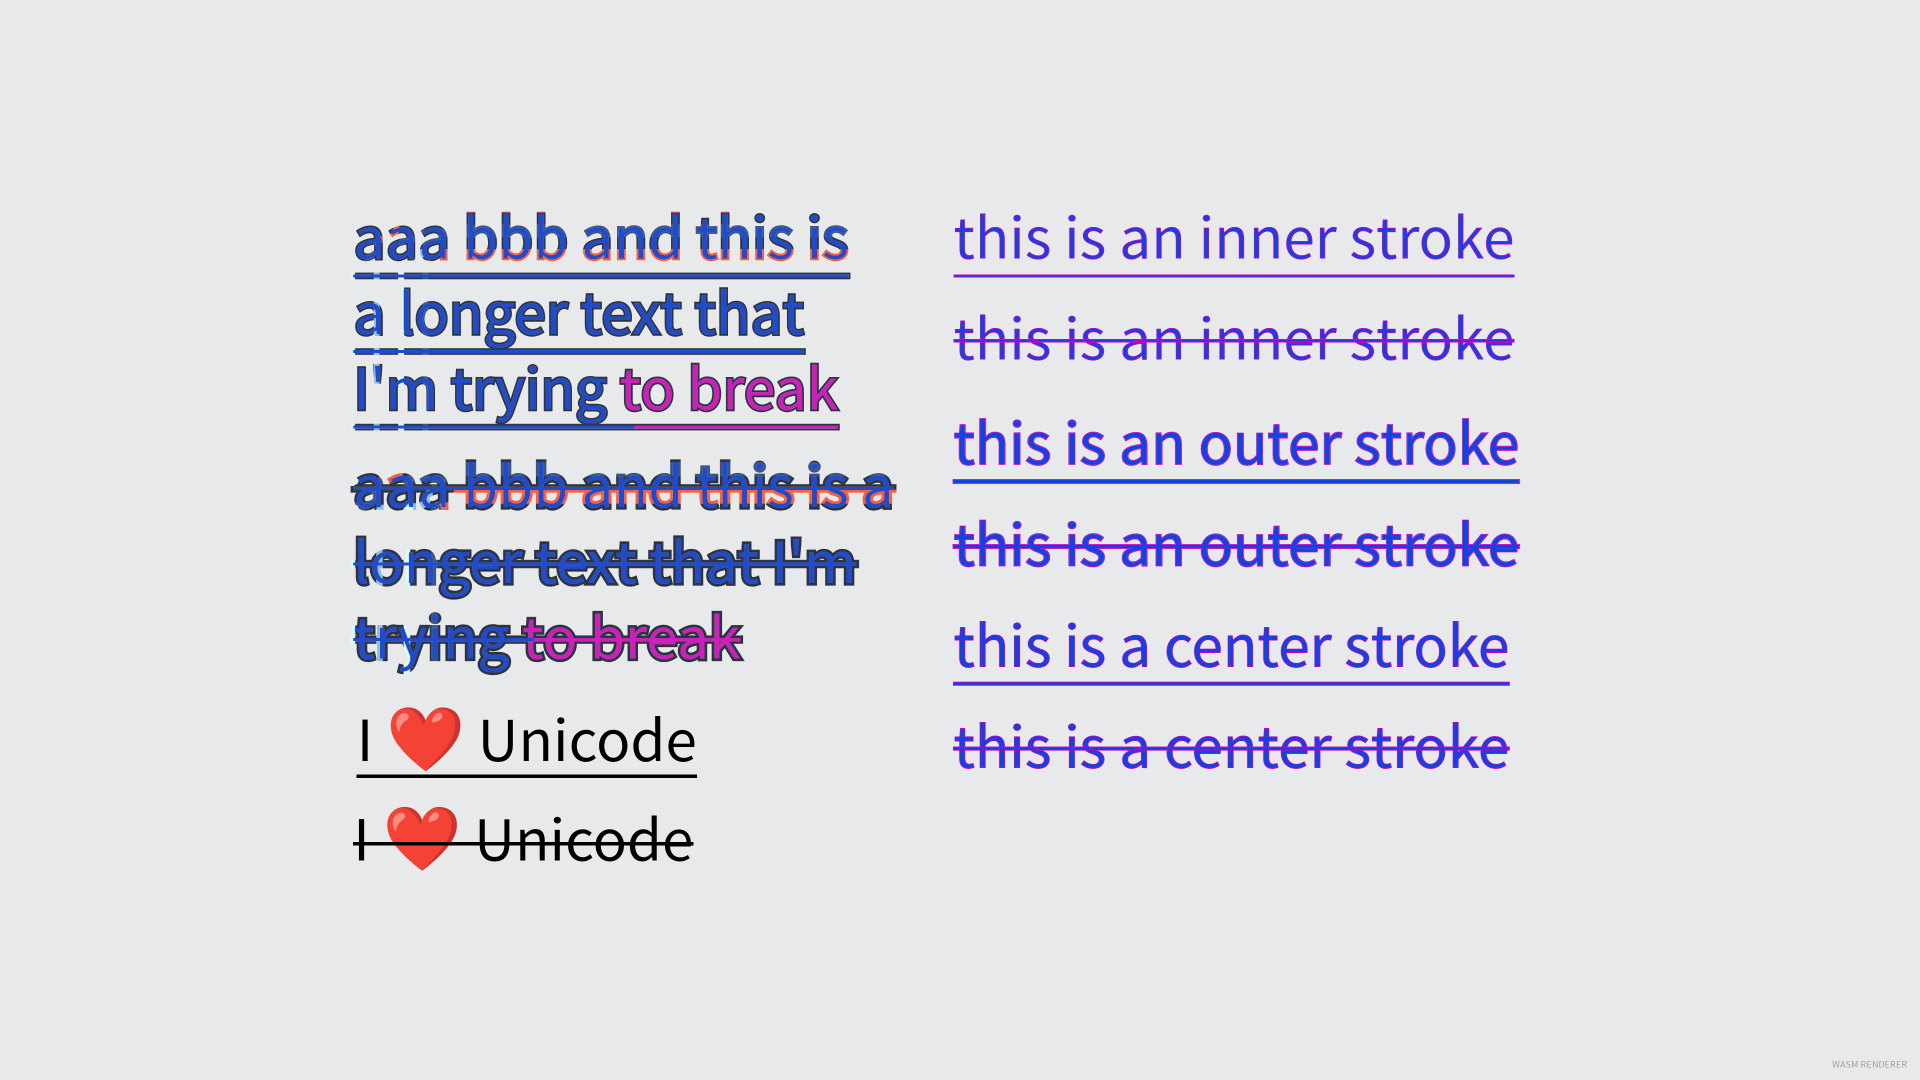 aaa bbb and this is
a longer text that
I'm trying to break
aaa bbb and this is a
longer text that I'm
trying to break
I ❤️ Unicode
I ❤️ Unicode
this is an inner stroke
this is an inner stroke
this is an outer stroke
this is an outer stroke
this is a center stroke
this is a center stroke
WASM RENDERER